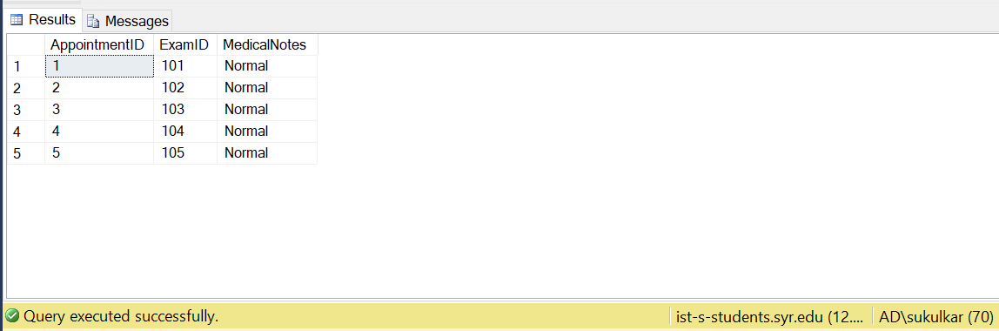 Results Messages
AppointmentID ExamID MedicalNotes
1 1 101 Normal
2 2 102 Normal
3 3 103 Normal
4 4 104 Normal
5 5 105 Normal
Query executed successfully. ist-s-students.syr.edu (12.... AD\sukulkar (70)